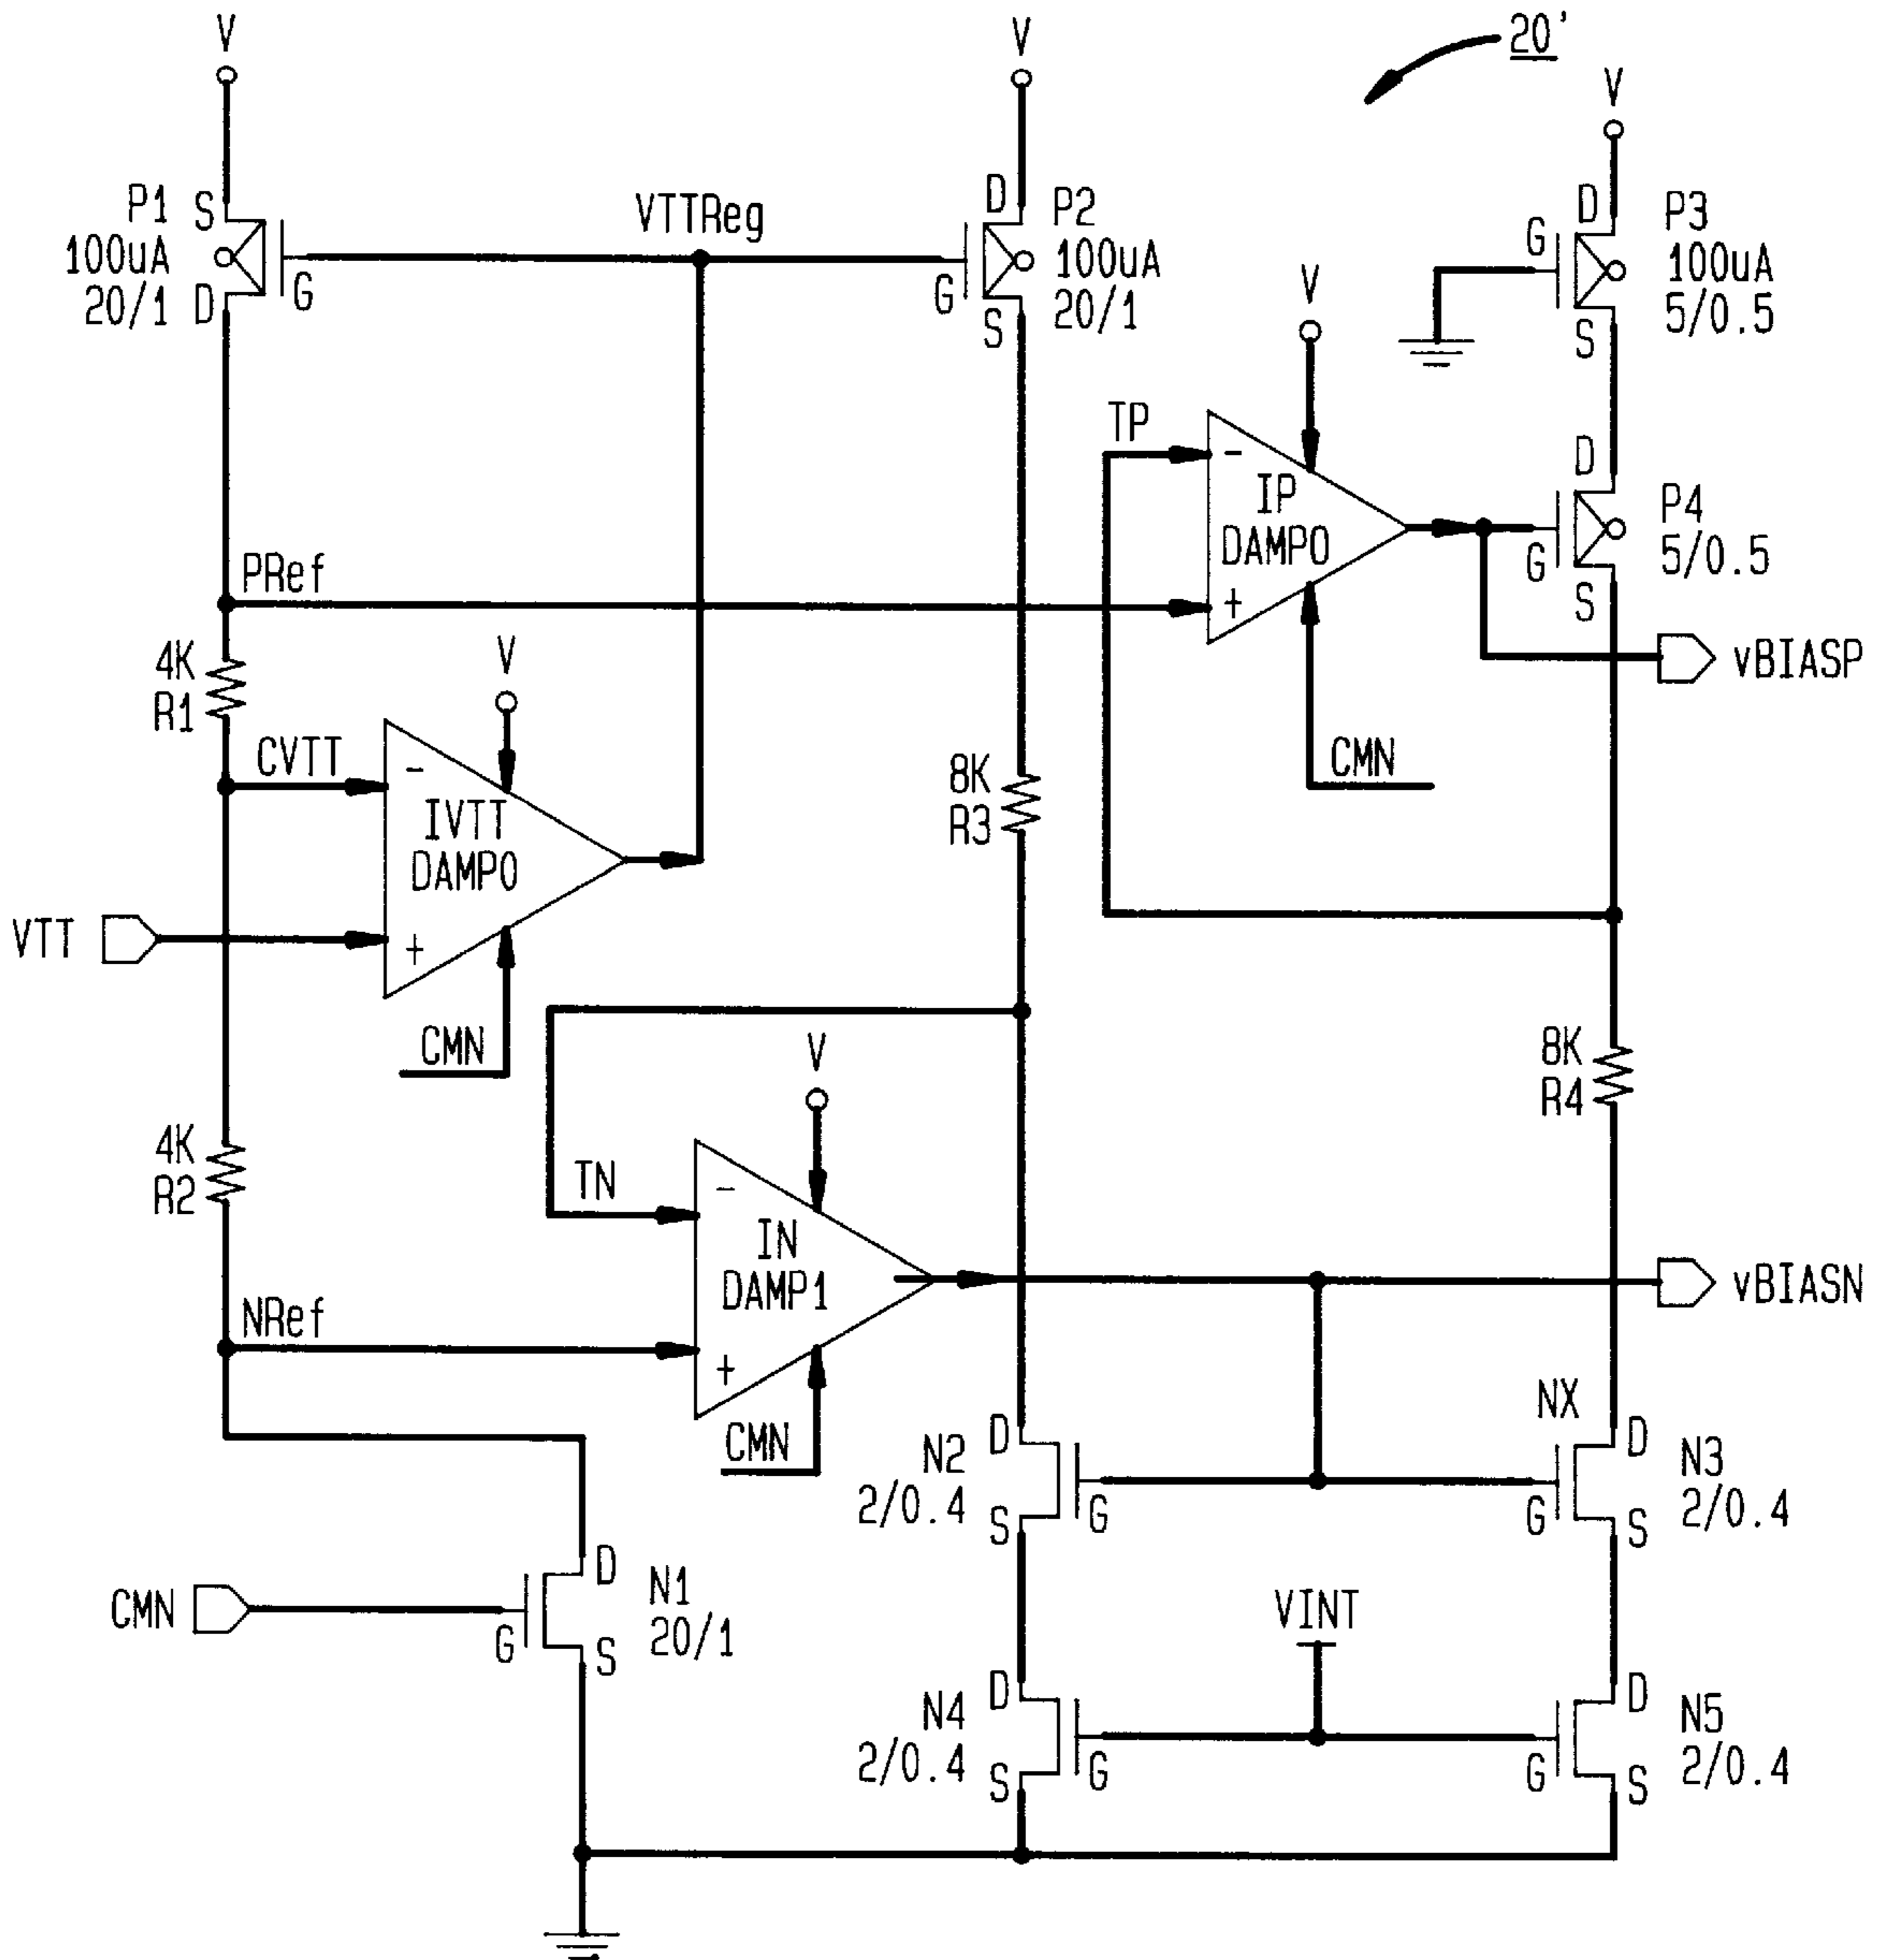 V
V
20'
V
P1
100uA
20/1
S
D
G
VTTReg
D
G
S
P2
100uA
20/1
D
G
S
P3
100uA
5/0.5
V
TP
-
+
IP
DAMP0
CMN
D
G
S
P4
5/0.5
vBIASP
PRef
4K
R1
CVTT
V
-
+
IVTT
DAMP0
VTT
CMN
8K
R3
8K
R4
4K
R2
V
TN
-
+
IN
DAMP1
NRef
CMN
vBIASN
NX
N2
2/0.4
D
S
G
D
G
S
N3
2/0.4
CMN
G
D
S
N1
20/1
VINT
N4
2/0.4
D
S
G
D
G
S
N5
2/0.4